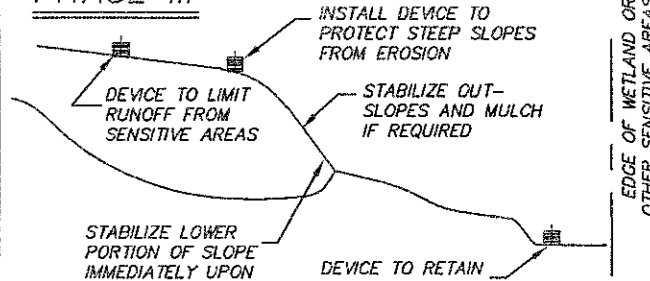 PHASE III
INSTALL DEVICE TO
PROTECT STEEP SLOPES
FROM EROSION
DEVICE TO LIMIT
RUNOFF FROM
SENSITIVE AREAS
STABILIZE OUT-
SLOPES AND MULCH
IF REQUIRED
STABILIZE LOWER
PORTION OF SLOPE
IMMEDIATELY UPON
DEVICE TO RETAIN
EDGE OF WETLAND OR
OTHER SENSITIVE AREAS